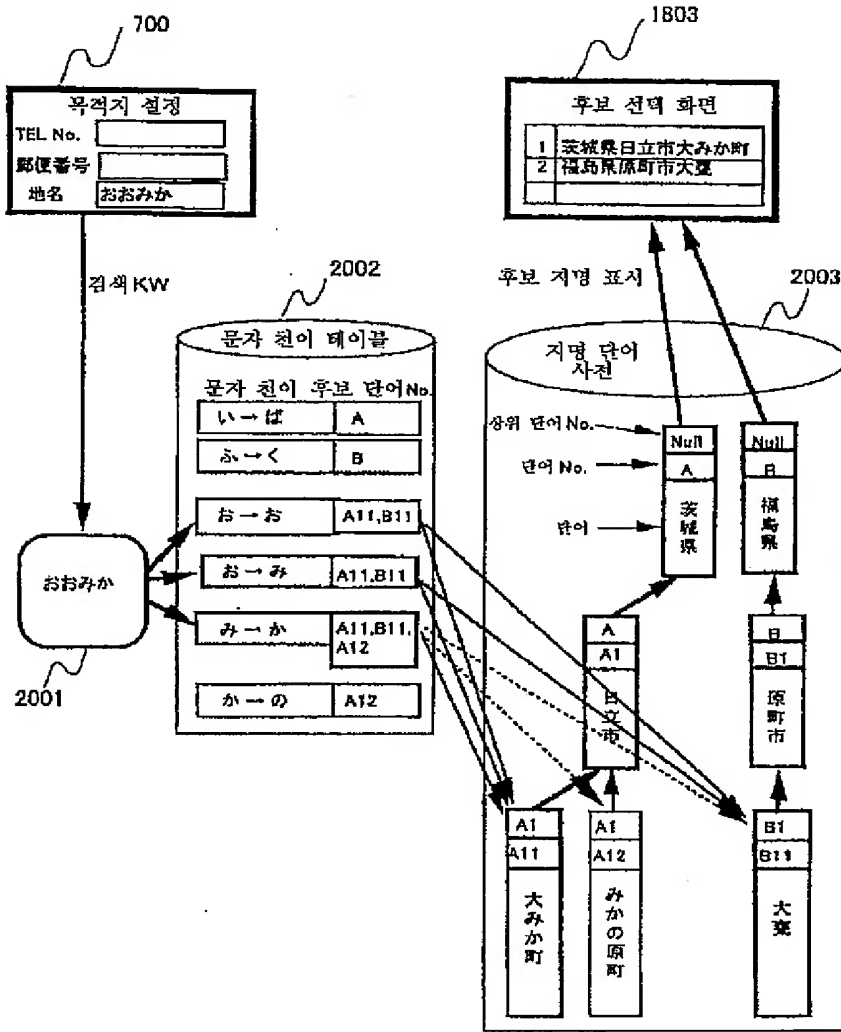 700
목적지 설정
TEL No.
郵便番号
地名 おおみか
검색 KW
1803
후보 선택 화면
1 茨城県日立市大みか町
2 福島県原町市大甕
후보 지명 표시
2002
문자 천이 테이블
문자 천이 후보 단어No.
い→ば A
ふ→く B
お→お A11,B11
お→み A11,B11
み→か A11,B11,
A12
か→の A12
おおみか
2001
2003
지명 단어
사전
상위 단어 No.
단어 No.
단어
Null
A
茨城県
Null
B
福島県
A
A1
日立市
B
B1
原町市
A1
A11
大みか町
A1
A12
みかの原町
B1
B11
大甕